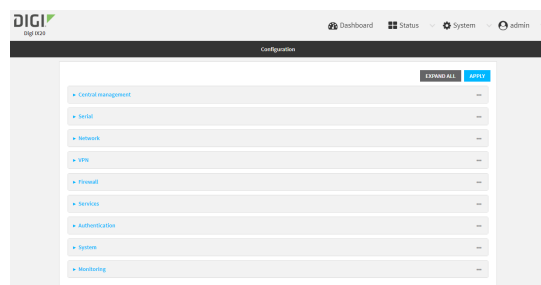 DIGI
Digi IX20
Dashboard Status System admin
Configuration
EXPAND ALL APPLY
Central management
Serial
Network
VPN
Firewall
Services
Authentication
System
Monitoring